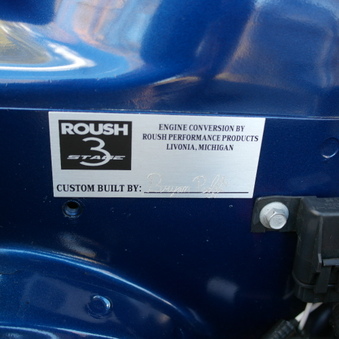 ROUSH
3
STAGE
ENGINE CONVERSION BY
ROUSH PERFORMANCE PRODUCTS
LIVONIA, MICHIGAN
CUSTOM BUILT BY: